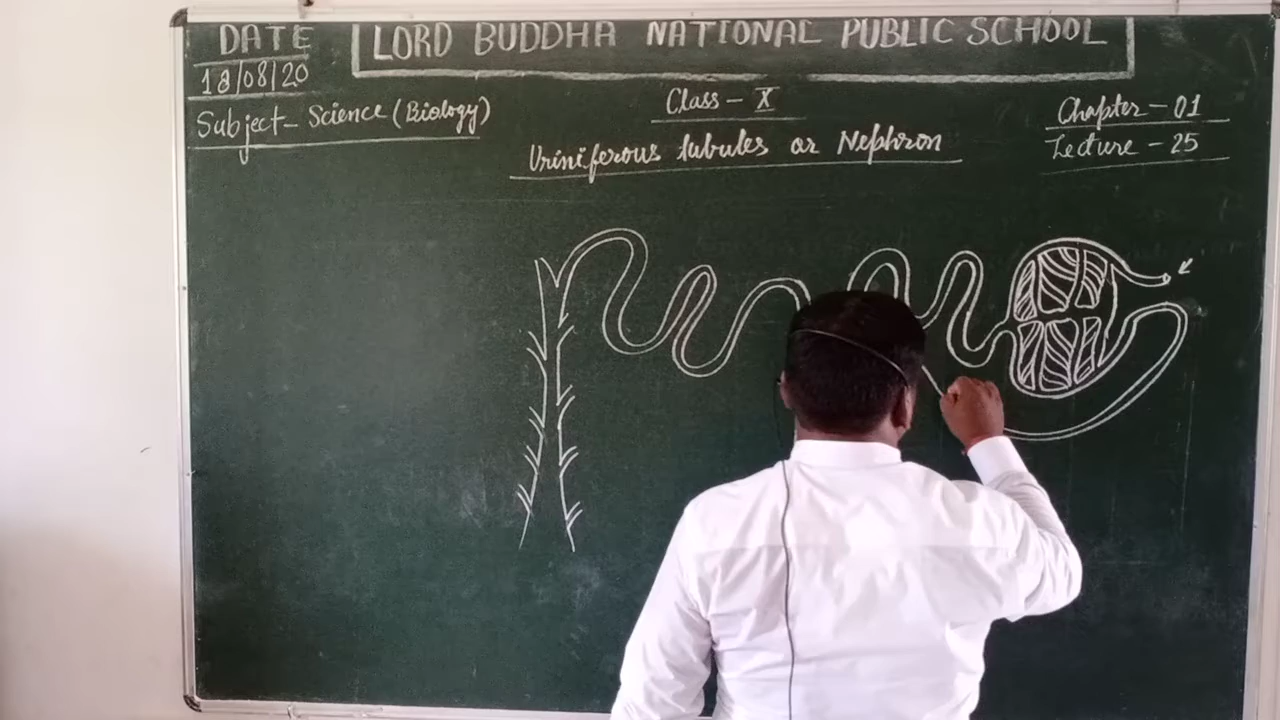 DATE
LORD BUDDHA NATIONAL PUBLIC SCHOOL
18/08/20
Subject - Science (Biology)
Class - X
Chapter - 01
Uriniferous tubules or Nephron
Lecture - 25